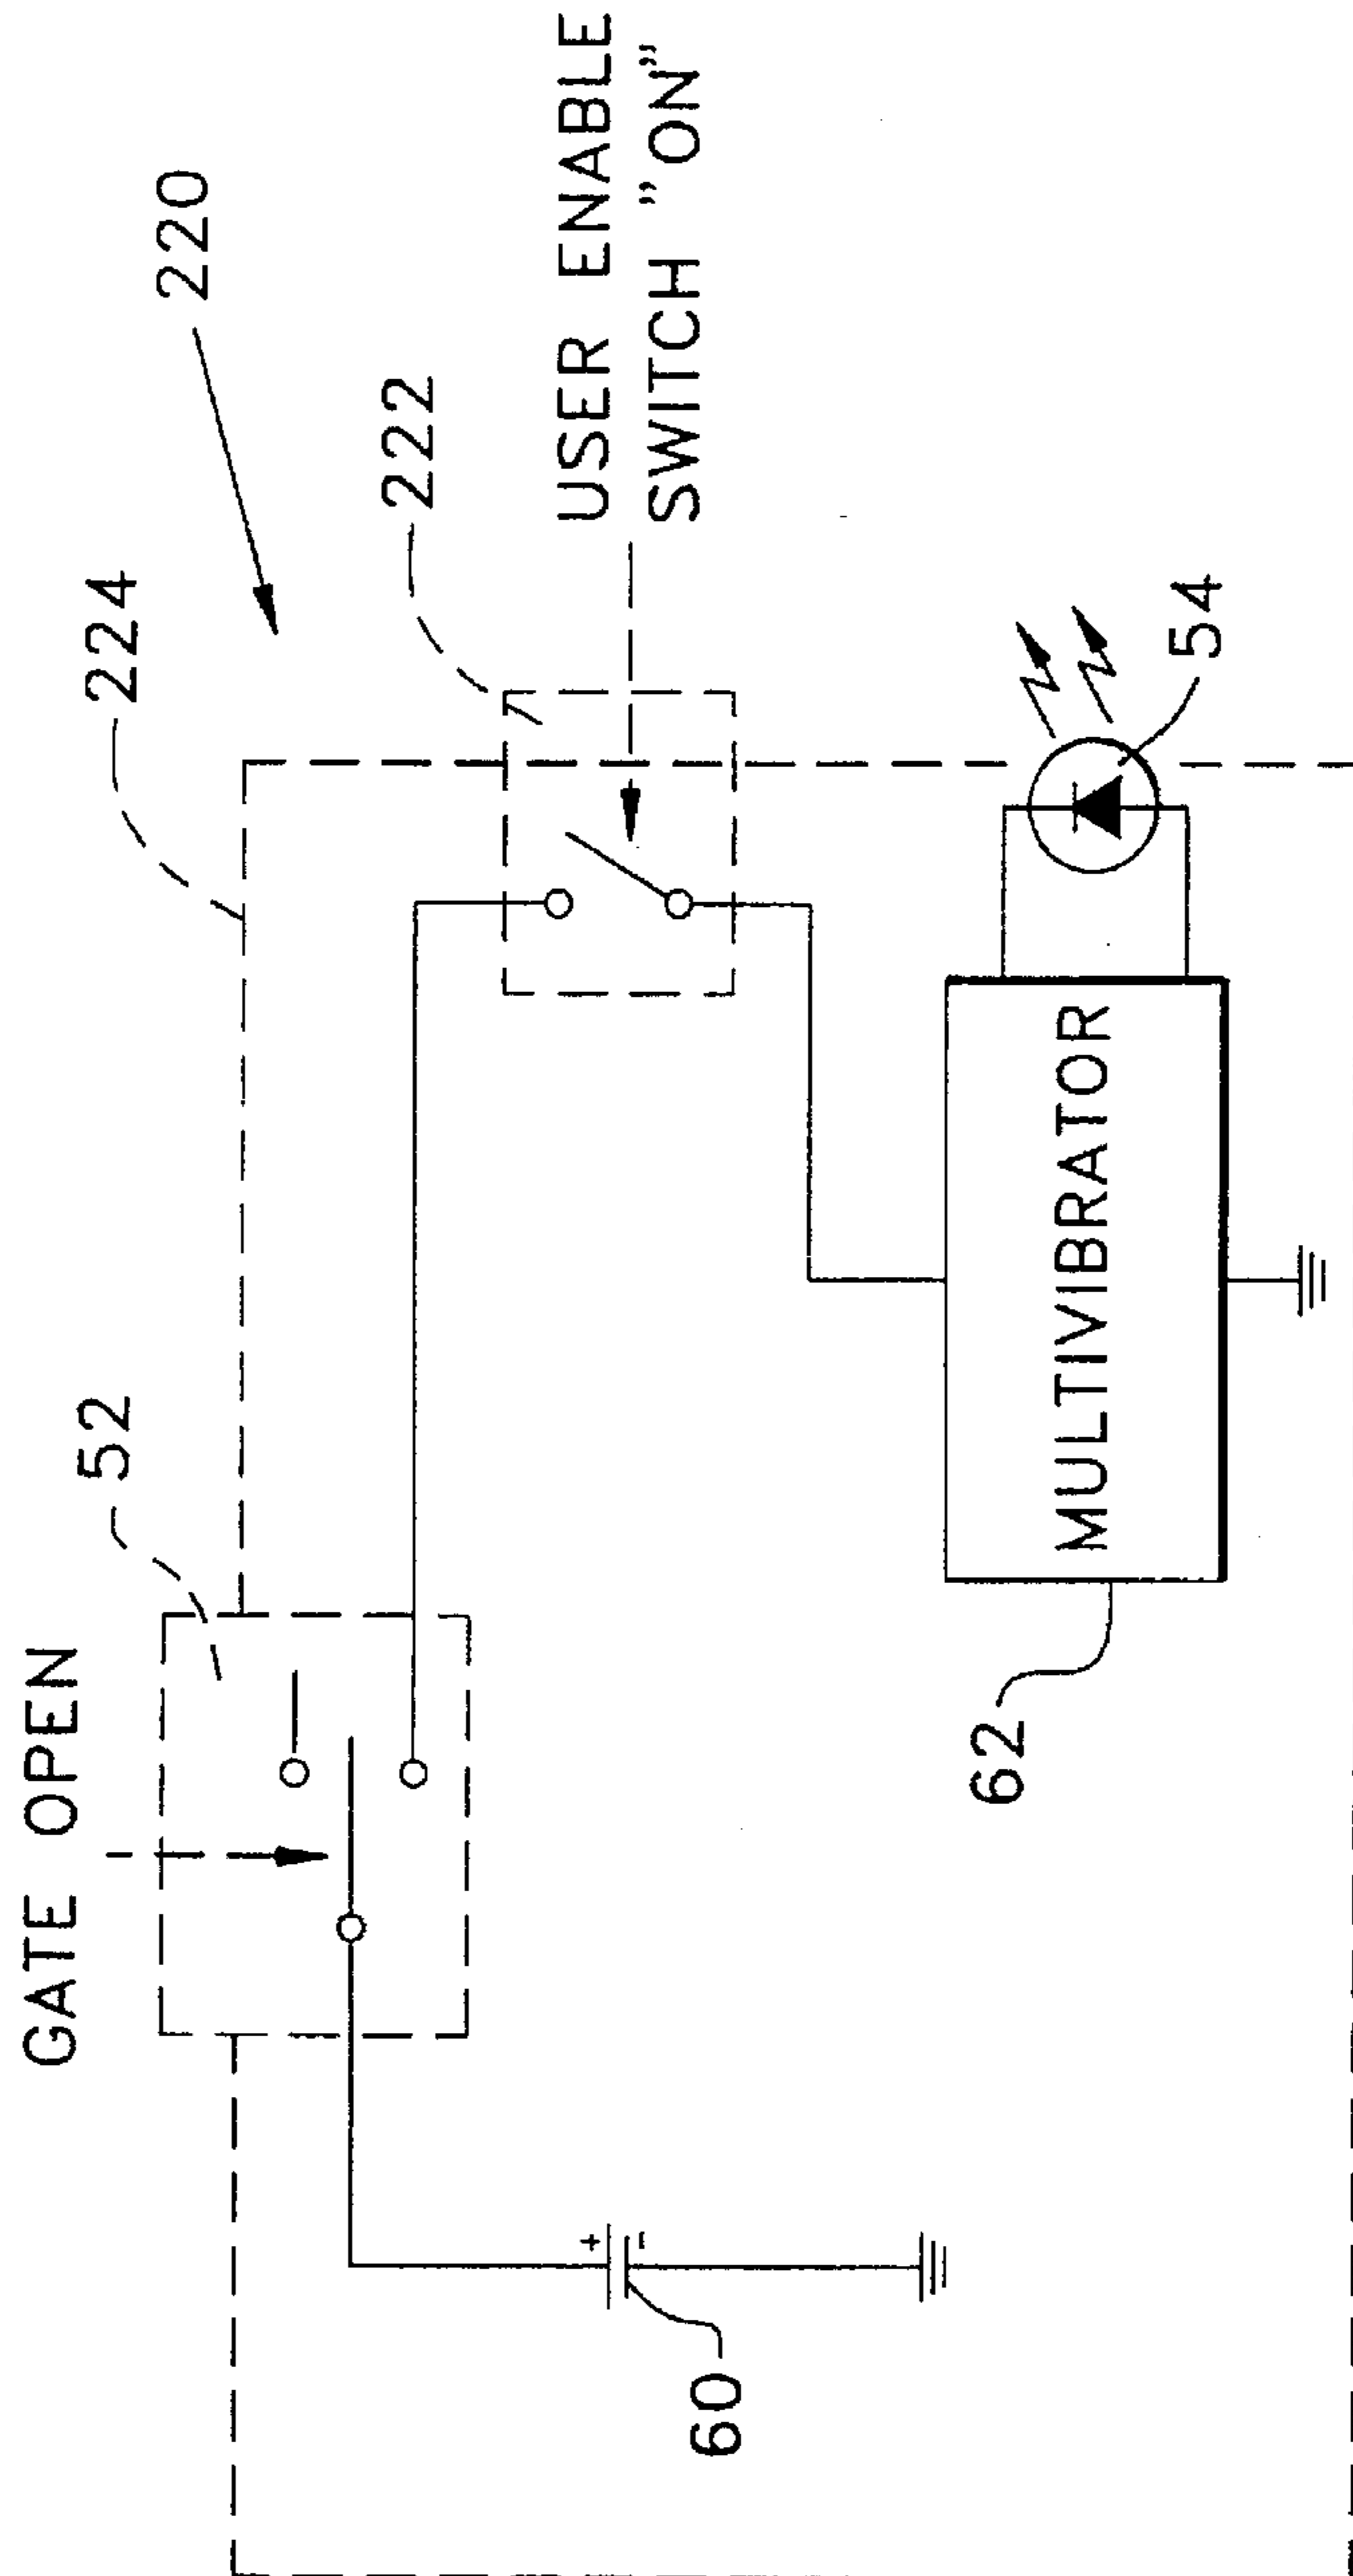 GATE OPEN
52
224
220
222
USER ENABLE
SWITCH "ON"
60
+
-
62
MULTIVIBRATOR
54